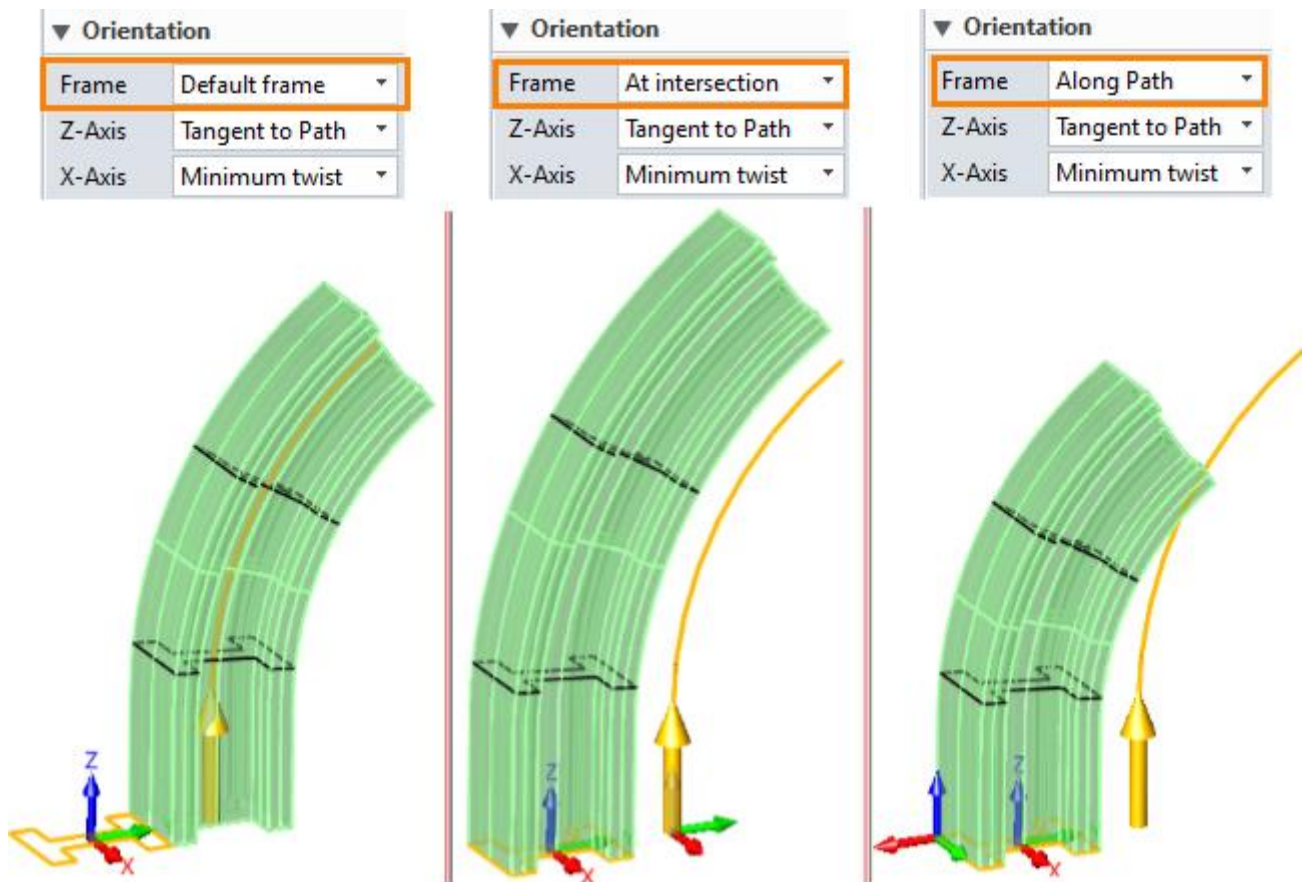 ▼ Orientation
Frame Default frame
Z-Axis Tangent to Path
X-Axis Minimum twist
▼ Orientation
Frame At intersection
Z-Axis Tangent to Path
X-Axis Minimum twist
▼ Orientation
Frame Along Path
Z-Axis Tangent to Path
X-Axis Minimum twist
Z
X
Z
X
Z
X